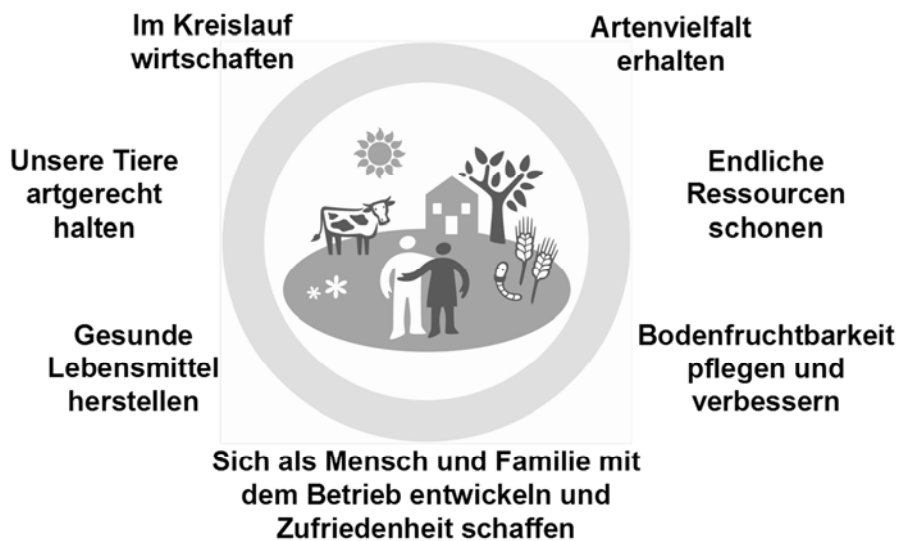 Im Kreislauf
wirtschaften
Artenvielfalt
erhalten
Unsere Tiere
artgerecht
halten
Endliche
Ressourcen
schonen
Gesunde
Lebensmittel
herstellen
Bodenfruchtbarkeit
pflegen und
verbessern
Sich als Mensch und Familie mit
dem Betrieb entwickeln und
Zufriedenheit schaffen